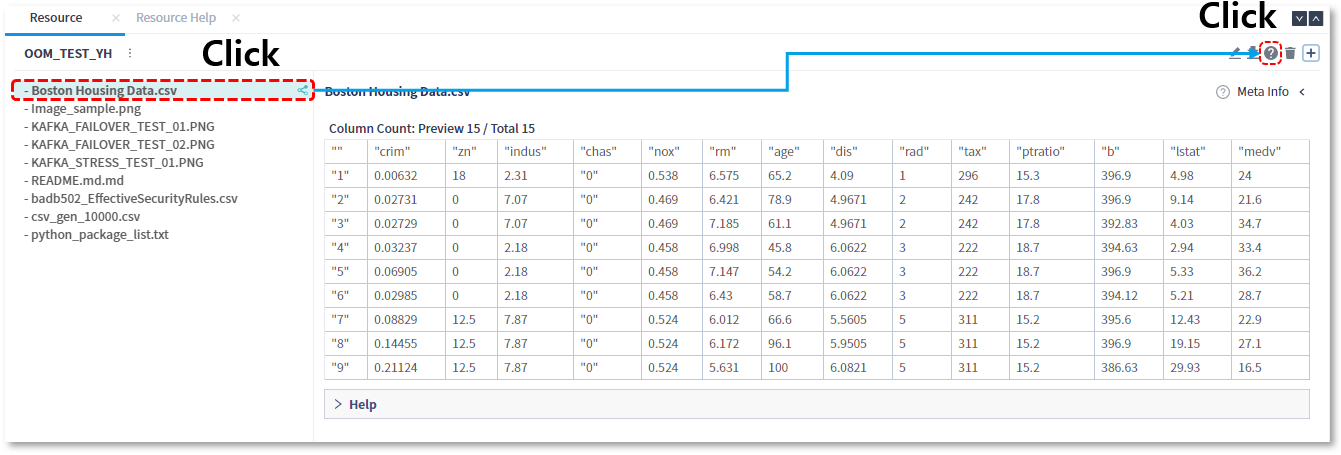 Resource Resource Help Click
OOM_TEST_YH Click
- Boston Housing Data.csv
- Image_sample.png
- KAFKA_FAILOVER_TEST_01.PNG
- KAFKA_FAILOVER_TEST_02.PNG
- KAFKA_STRESS_TEST_01.PNG
- README.md.md
- badb502_EffectiveSecurityRules.csv
- csv_gen_10000.csv
- python_package_list.txt
Boston Housing Data.csv Meta Info
Column Count: Preview 15 / Total 15
"" "crim" "zn" "indus" "chas" "nox" "rm" "age" "dis" "rad" "tax" "ptratio" "b" "lstat" "medv"
"1" 0.00632 18 2.31 "0" 0.538 6.575 65.2 4.09 1 296 15.3 396.9 4.98 24
"2" 0.02731 0 7.07 "0" 0.469 6.421 78.9 4.9671 2 242 17.8 396.9 9.14 21.6
"3" 0.02729 0 7.07 "0" 0.469 7.185 61.1 4.9671 2 242 17.8 392.83 4.03 34.7
"4" 0.03237 0 2.18 "0" 0.458 6.998 45.8 6.0622 3 222 18.7 394.63 2.94 33.4
"5" 0.06905 0 2.18 "0" 0.458 7.147 54.2 6.0622 3 222 18.7 396.9 5.33 36.2
"6" 0.02985 0 2.18 "0" 0.458 6.43 58.7 6.0622 3 222 18.7 394.12 5.21 28.7
"7" 0.08829 12.5 7.87 "0" 0.524 6.012 66.6 5.5605 5 311 15.2 395.6 12.43 22.9
"8" 0.14455 12.5 7.87 "0" 0.524 6.172 96.1 5.9505 5 311 15.2 396.9 19.15 27.1
"9" 0.21124 12.5 7.87 "0" 0.524 5.631 100 6.0821 5 311 15.2 386.63 29.93 16.5
Help